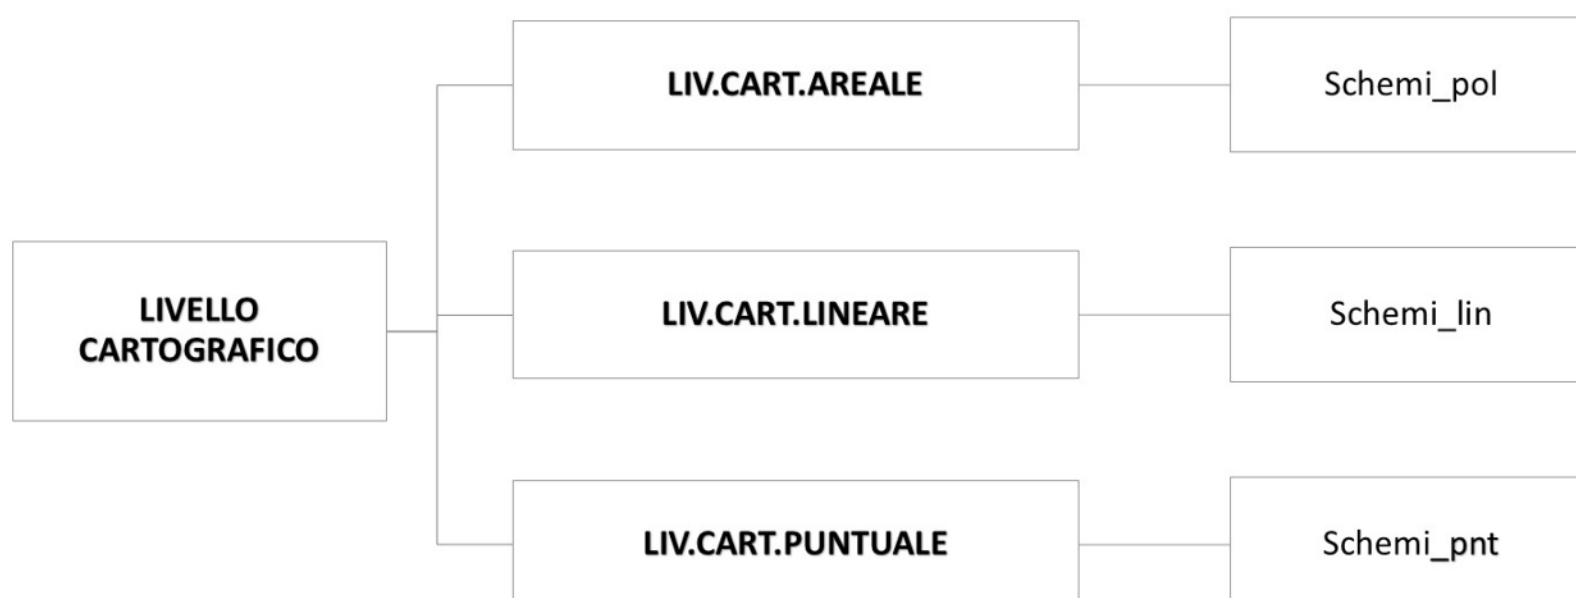 LIV.CART.AREALE
Schemi_pol
LIVELLO
CARTOGRAFICO
LIV.CART.LINEARE
Schemi_lin
LIV.CART.PUNTUALE
Schemi_pnt